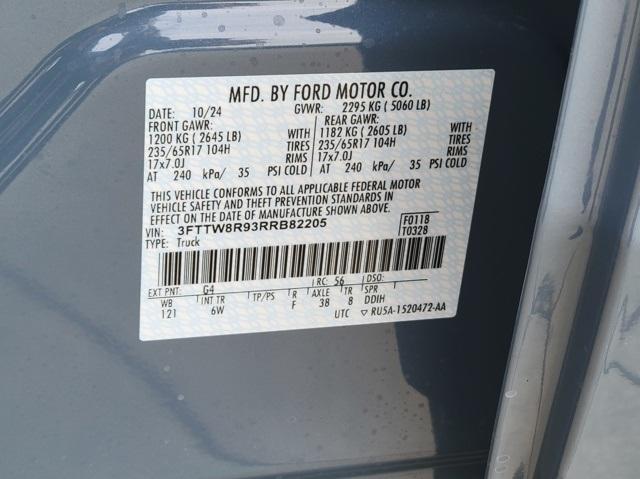 MFD. BY FORD MOTOR CO.
DATE: 10/24 GVWR: 2295 KG ( 5060 LB)
FRONT GAWR: REAR GAWR:
1200 KG ( 2645 LB) WITH 1182 KG ( 2605 LB) WITH
235/65R17 104H TIRES 235/65R17 104H TIRES
17x7.0J RIMS 17x7.0J RIMS
AT 240 kPa/ 35 PSI COLD AT 240 kPa/ 35 PSI COLD
THIS VEHICLE CONFORMS TO ALL APPLICABLE FEDERAL MOTOR
VEHICLE SAFETY AND THEFT PREVENTION STANDARDS IN
EFFECT ON THE DATE OF MANUFACTURE SHOWN ABOVE.
VIN: 3FTTW8R93RRB82205 F0118
TYPE: Truck T0328
EXT PNT: G4 RC: 56 DSO:
WB INT TR TP/PS R AXLE TR SPR
121 6W F 38 8 DDIH
UTC ▽ RU5A-1520472-AA